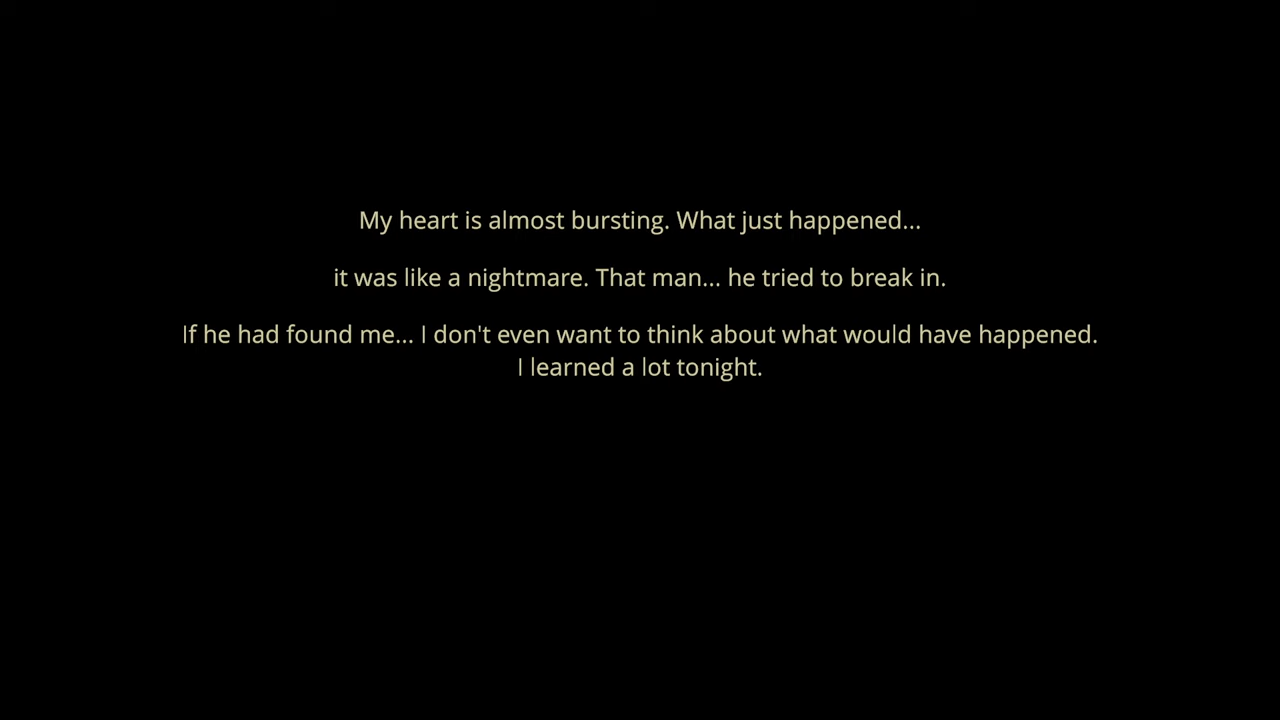 My heart is almost bursting. What just happened...
it was like a nightmare. That man... he tried to break in.
If he had found me... I don't even want to think about what would have happened.
I learned a lot tonight.